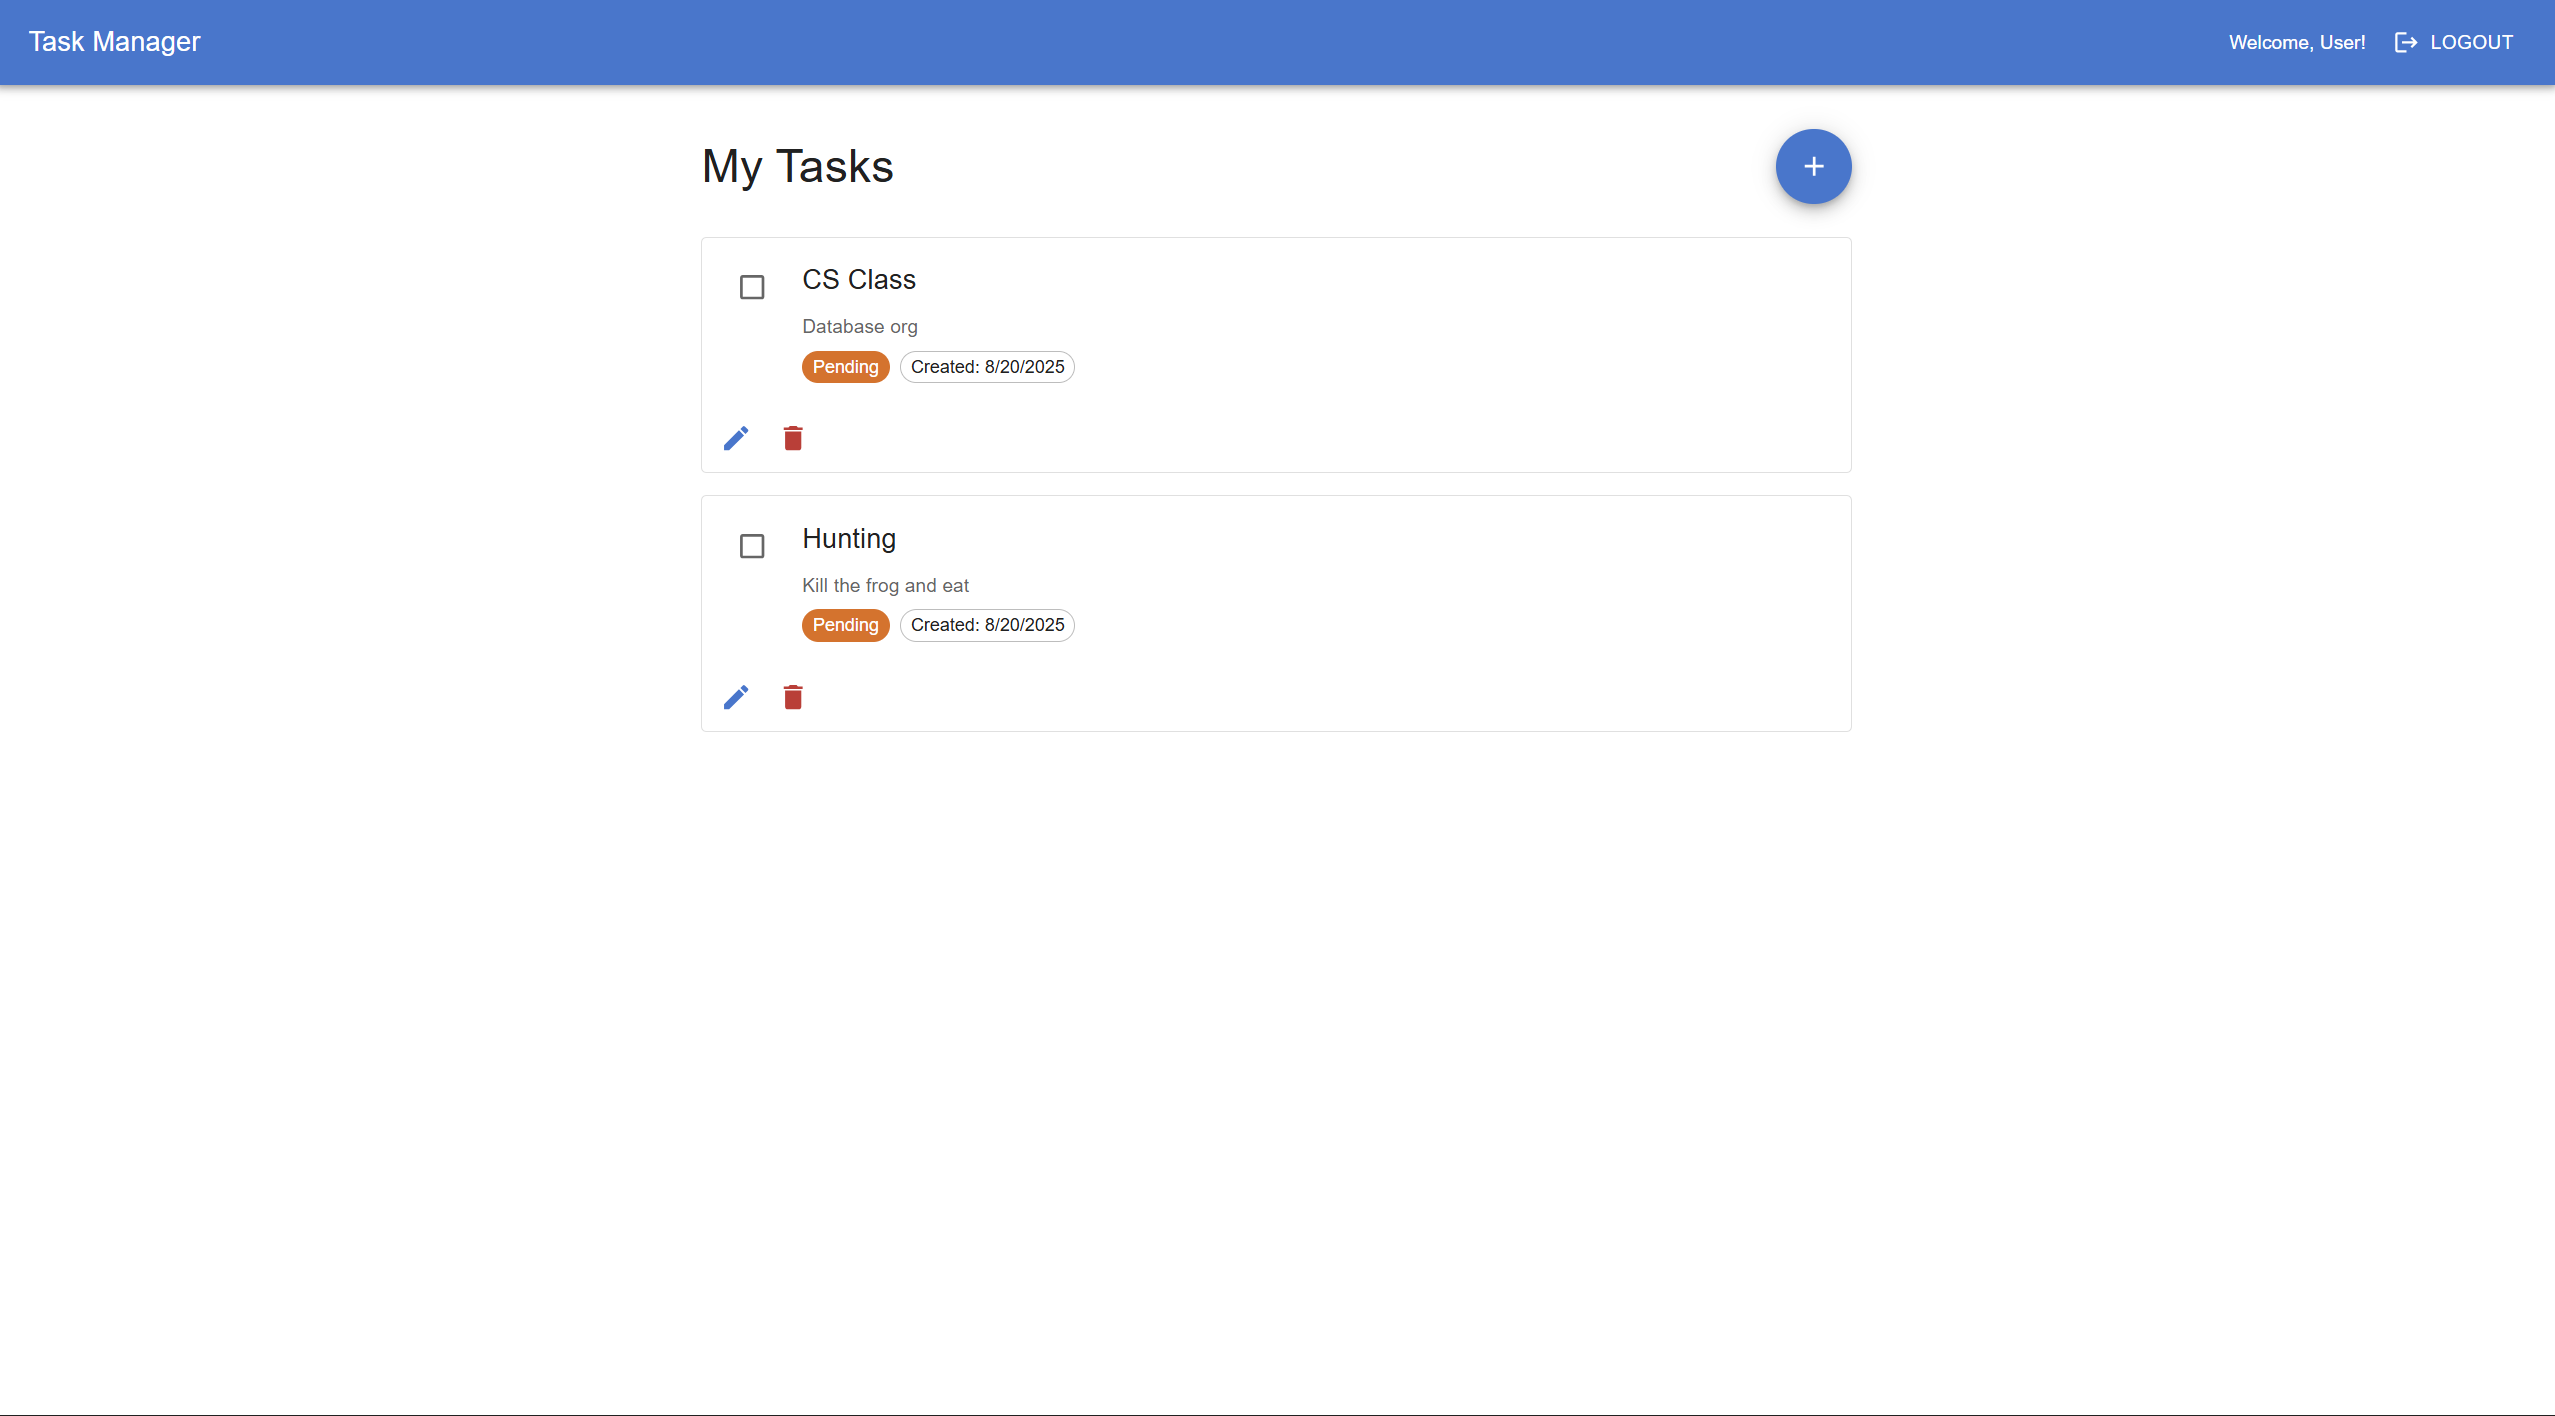 Task Manager
Welcome, User! LOGOUT
My Tasks
CS Class
Database org
Pending Created: 8/20/2025
Hunting
Kill the frog and eat
Pending Created: 8/20/2025